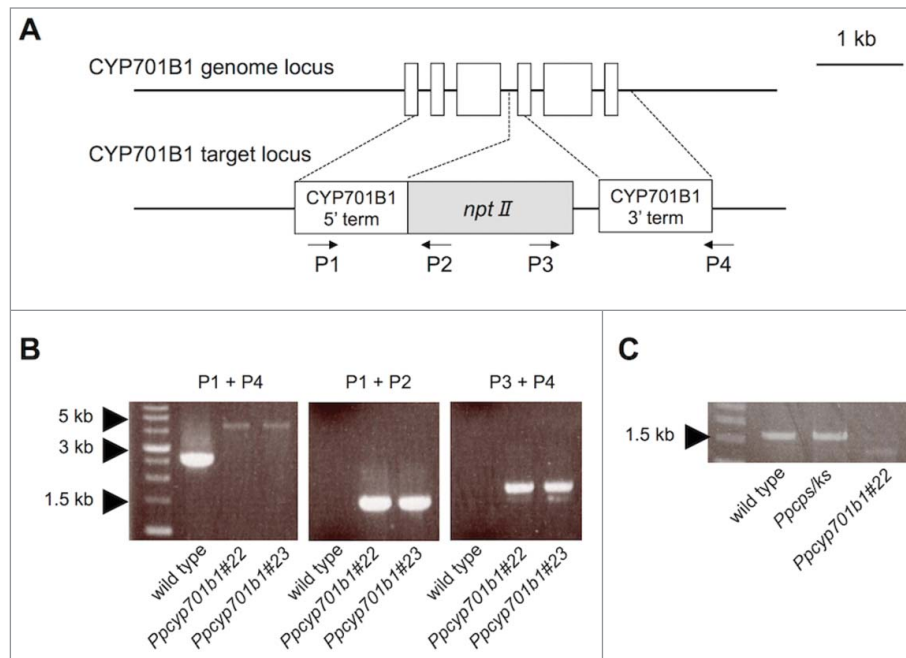 A
CYP701B1 genome locus
1 kb
CYP701B1 target locus
CYP701B1
5' term
npt II
CYP701B1
3' term
P1
P2
P3
P4
B
P1 + P4
P1 + P2
P3 + P4
5 kb
3 kb
1.5 kb
wild type
Ppcyp701b1#22
Ppcyp701b1#23
wild type
Ppcyp701b1#22
Ppcyp701b1#23
wild type
Ppcyp701b1#22
Ppcyp701b1#23
C
1.5 kb
wild type
Ppcps/ks
Ppcyp701b1#22